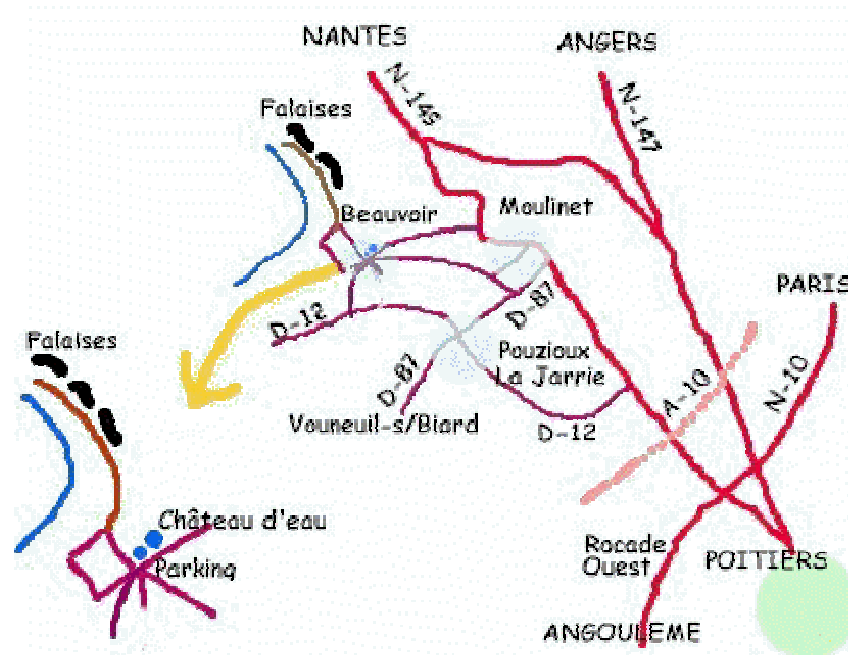 NANTES
ANGERS
N-149
N-147
Falaises
Beauvoir
Moulinet
PARIS
D-12
D-87
Falaises
Pouzioux
La Jarrie
A-10
N-10
D-87
Vouneuil-s/Biard
D-12
Château d'eau
Parking
Rocade
Ouest
POITIERS
ANGOULEME